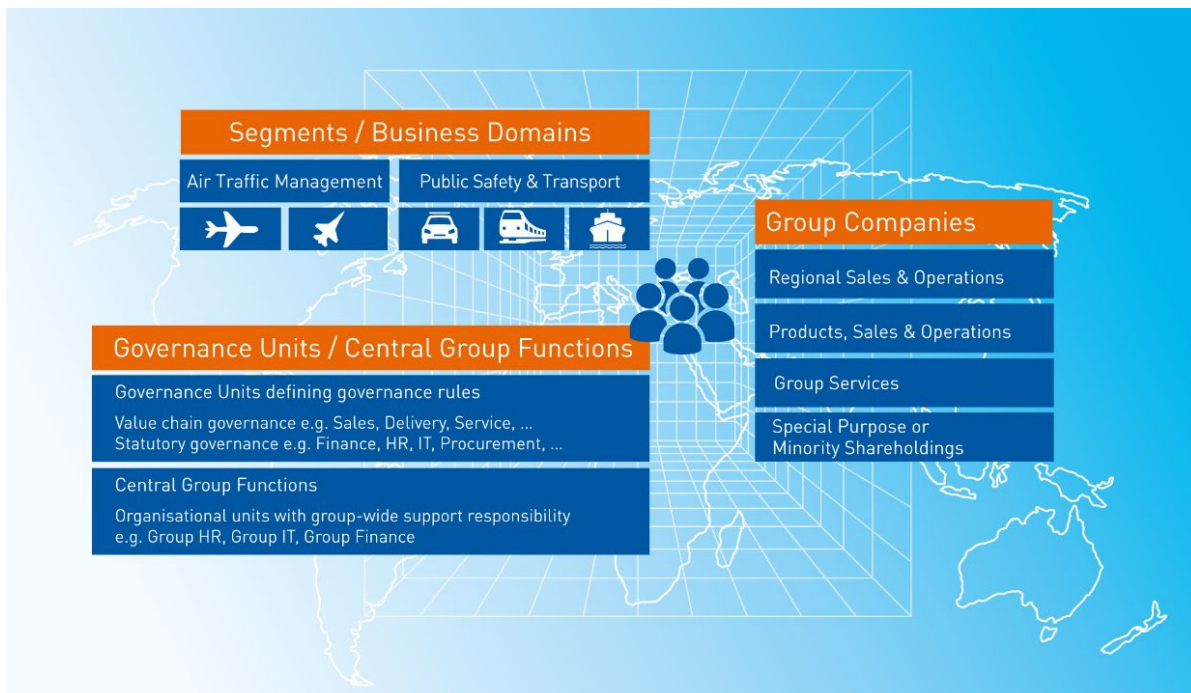 Segments / Business Domains
Air Traffic Management
Public Safety & Transport
Group Companies
Regional Sales & Operations
Products, Sales & Operations
Group Services
Special Purpose or
Minority Shareholdings
Governance Units / Central Group Functions
Governance Units defining governance rules
Value chain governance e.g. Sales, Delivery, Service, ...
Statutory governance e.g. Finance, HR, IT, Procurement, ...
Central Group Functions
Organisational units with group-wide support responsibility
e.g. Group HR, Group IT, Group Finance